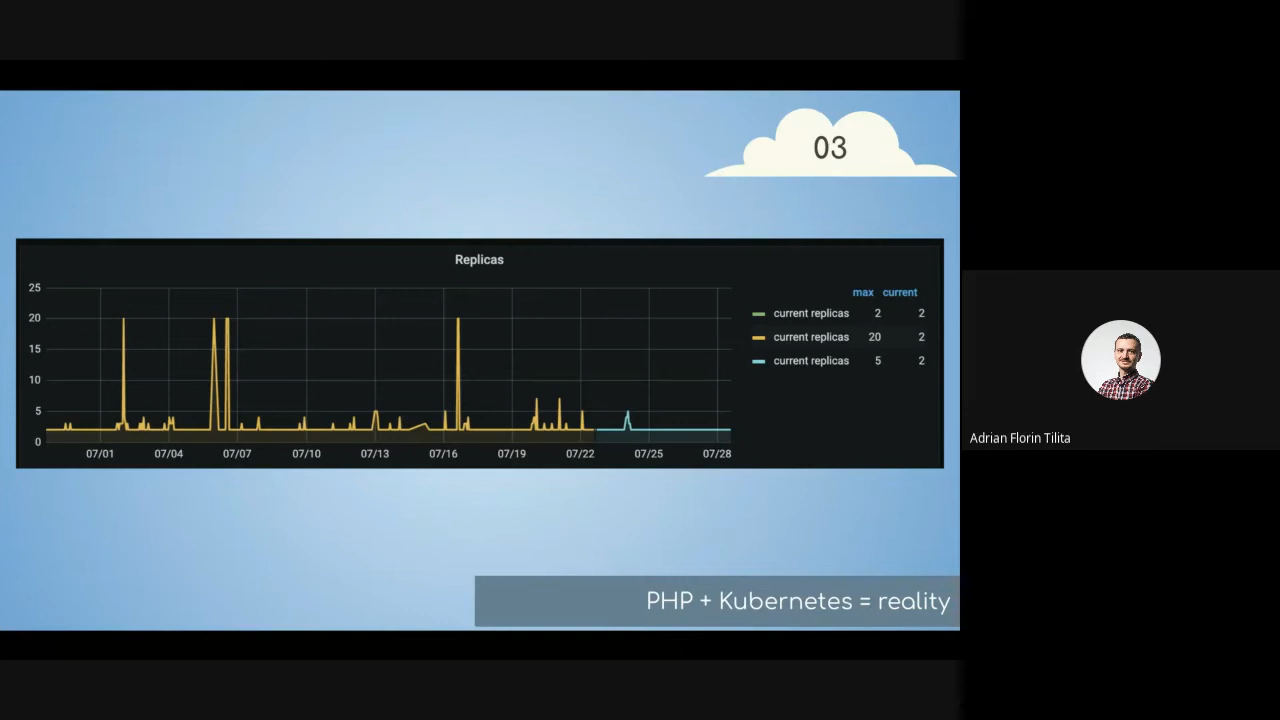 03
Replicas
25
20
15
10
5
0
07/01 07/04 07/07 07/10 07/13 07/16 07/19 07/22 07/25 07/28
max current
current replicas 2 2
current replicas 20 2
current replicas 5 2
PHP + Kubernetes = reality
Adrian Florin Tilita